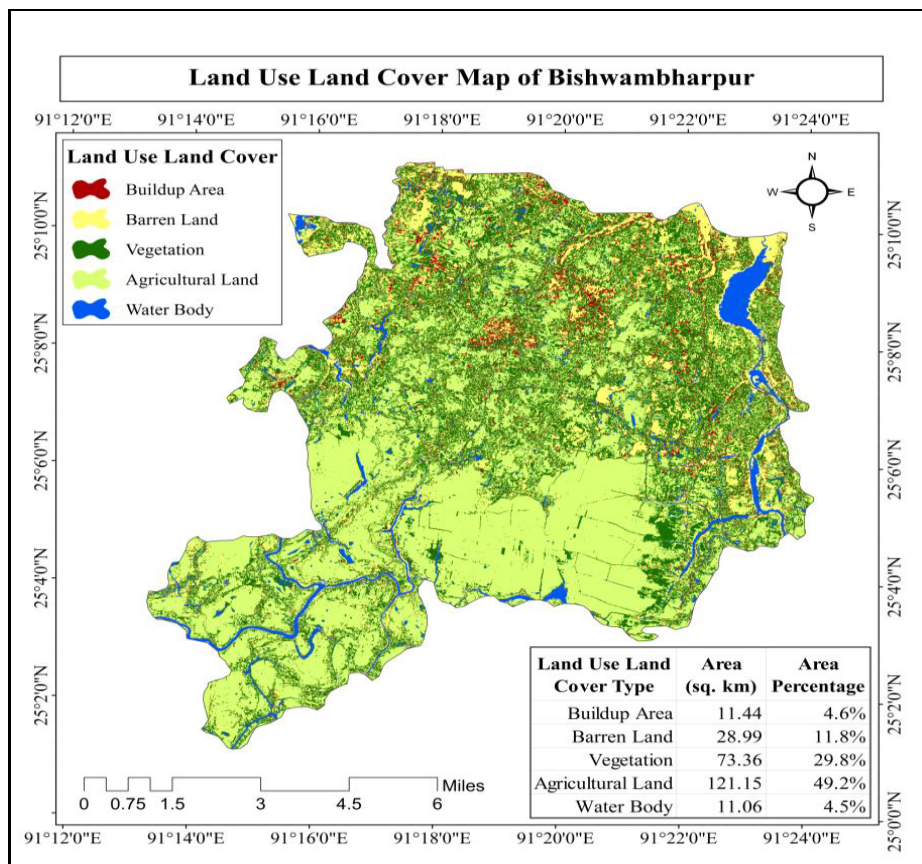 Land Use Land Cover Map of Bishwambharpur
91°12'0"E 91°14'0"E 91°16'0"E 91°18'0"E 91°20'0"E 91°22'0"E 91°24'0"E
Land Use Land Cover
Buildup Area
Barren Land
Vegetation
Agricultural Land
Water Body
N
W E
S
25°10'0"N 25°10'0"N
25°8'0"N 25°8'0"N
25°6'0"N 25°6'0"N
25°4'0"N 25°4'0"N
25°2'0"N 25°2'0"N
25°0'0"N
Land Use Land Area Area
Cover Type (sq. km) Percentage
Buildup Area 11.44 4.6%
Barren Land 28.99 11.8%
Vegetation 73.36 29.8%
Agricultural Land 121.15 49.2%
Water Body 11.06 4.5%
Miles
0 0.75 1.5 3 4.5 6
91°12'0"E 91°14'0"E 91°16'0"E 91°18'0"E 91°20'0"E 91°22'0"E 91°24'0"E